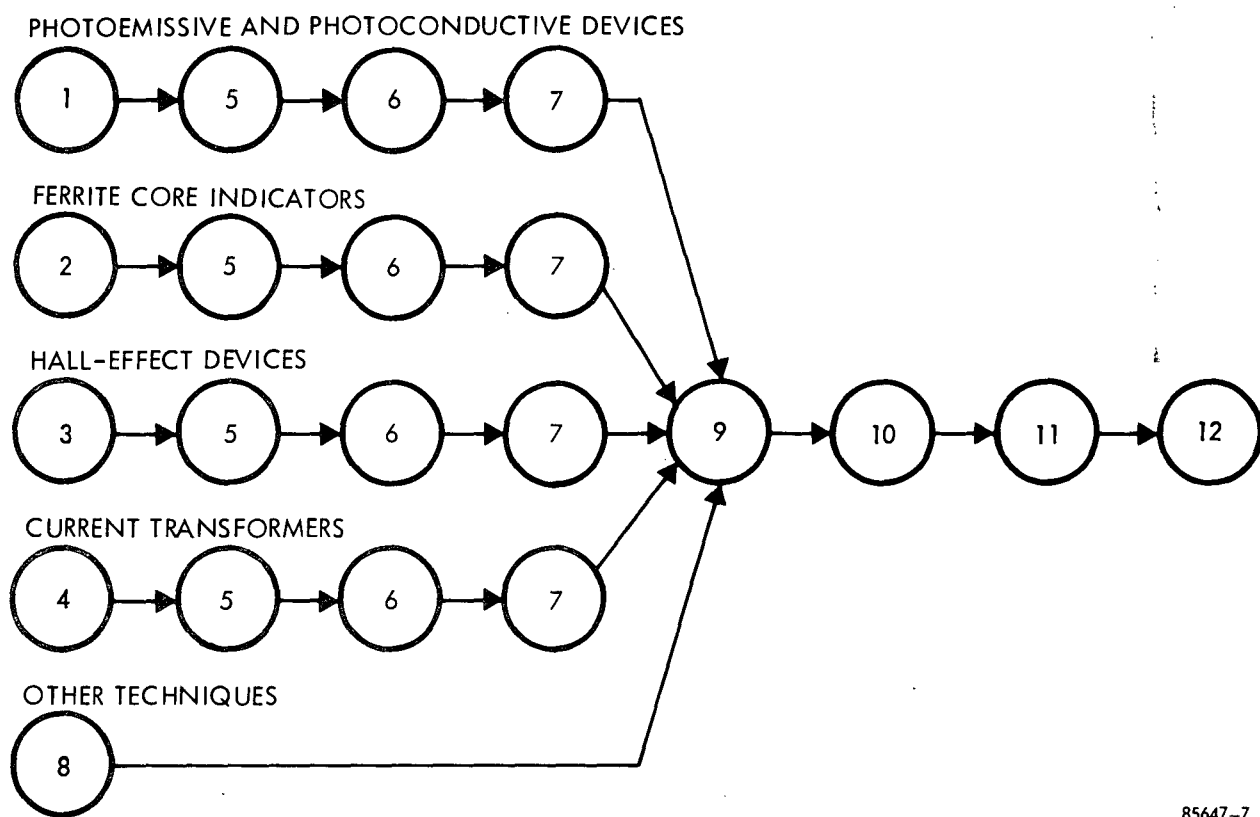 PHOTOEMISSIVE AND PHOTOCONDUCTIVE DEVICES
1 5 6 7
FERRITE CORE INDICATORS
2 5 6 7
HALL-EFFECT DEVICES
3 5 6 7 9 10 11 12
CURRENT TRANSFORMERS
4 5 6 7
OTHER TECHNIQUES
8
85647-7